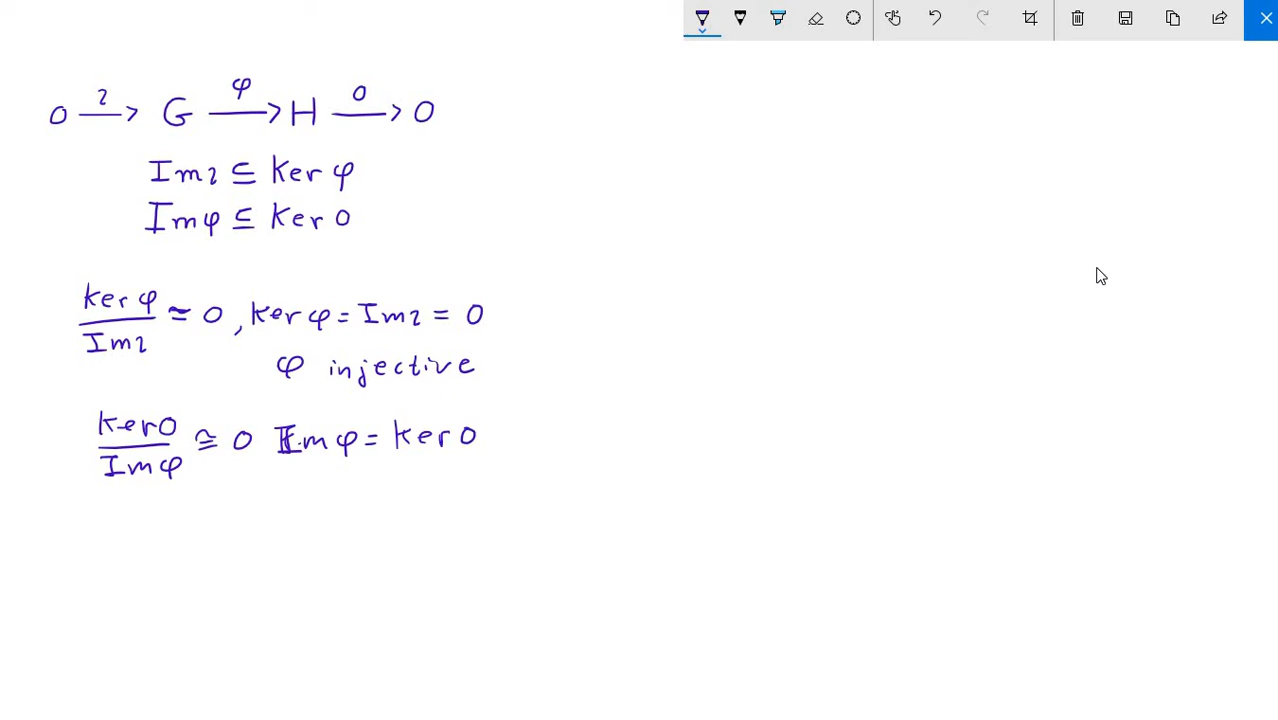 0 ⟶ᶥ G ⟶ᵠ H ⟶⁰ 0
Im ι ⊆ ker φ
Im φ ⊆ ker 0
ker φ / Im ι ≃ 0, ker φ = Im ι = 0
φ injective
ker 0 / Im φ ≅ 0 Im φ = ker 0